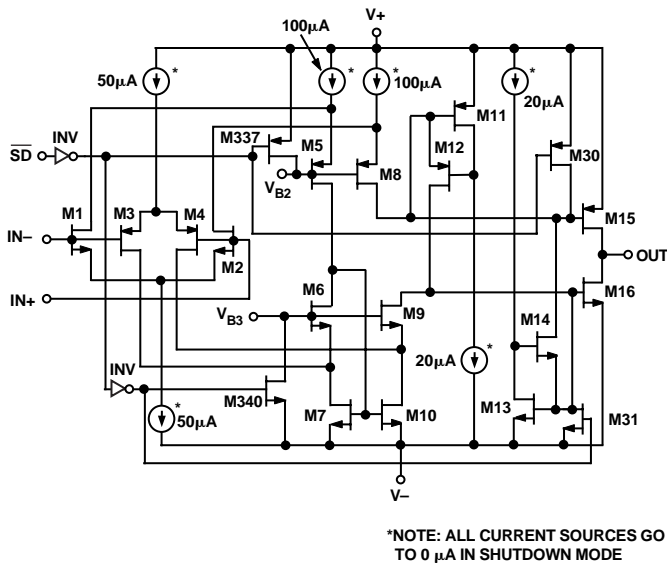 V+
100µA
50µA
*
*
*
100µA
*
20µA
SD
INV
M337
M5
M11
M12
M8
M30
VB2
M1
M3
M4
M15
IN–
M2
OUT
IN+
M6
M16
VB3
M9
M14
20µA
*
INV
M340
M7
M10
M13
M31
*
50µA
V–
*NOTE: ALL CURRENT SOURCES GO
TO 0 µA IN SHUTDOWN MODE